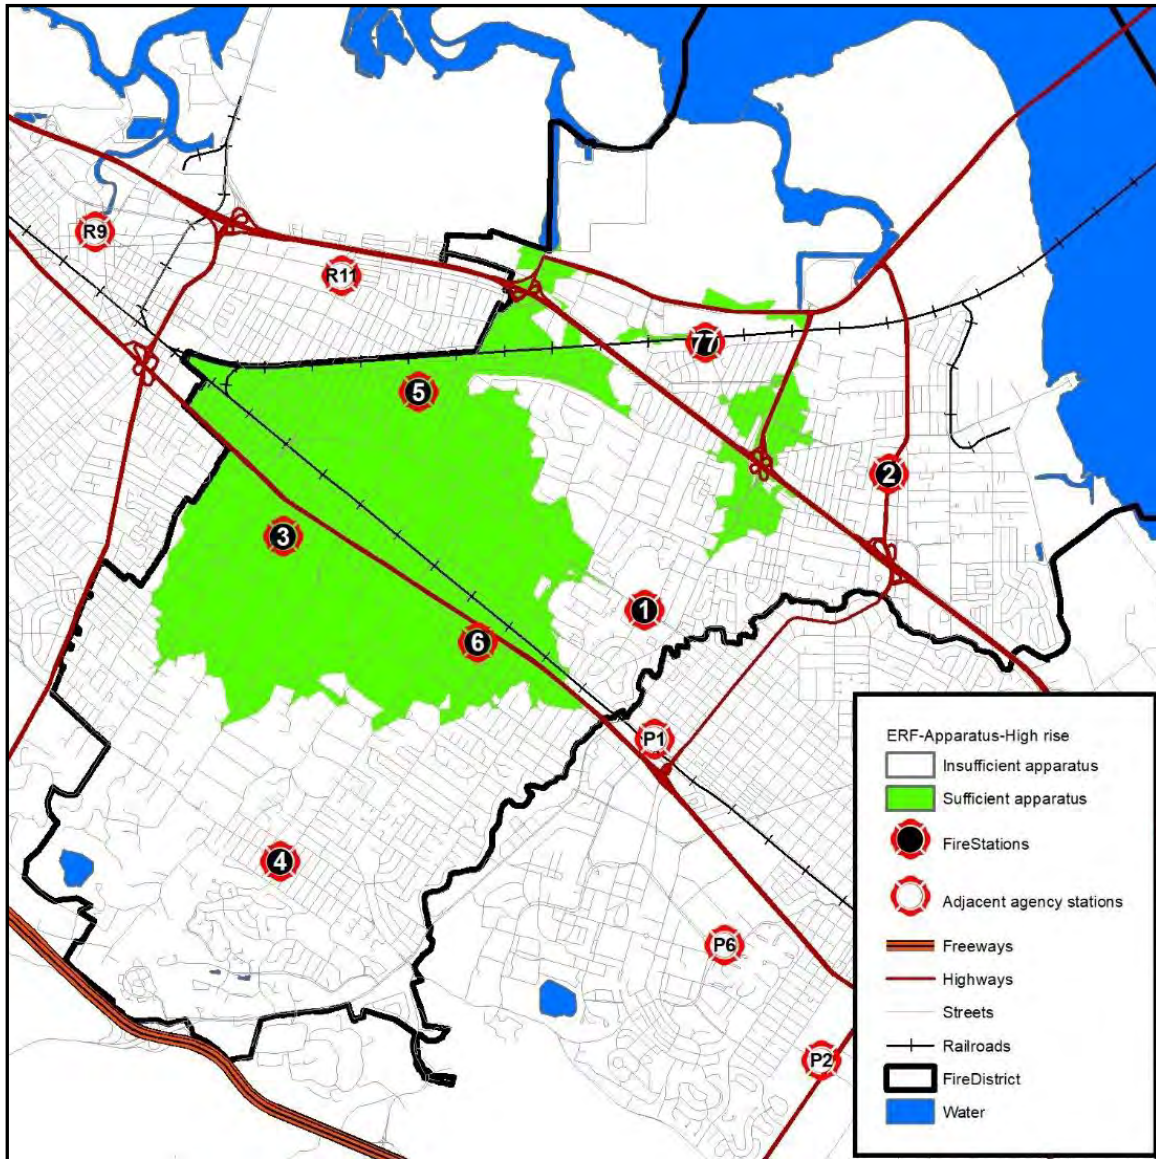 R9
R11
77
5
2
3
1
6
P1
4
P6
P2
ERF-Apparatus-High rise
Insufficient apparatus
Sufficient apparatus
FireStations
Adjacent agency stations
Freeways
Highways
Streets
Railroads
FireDistrict
Water